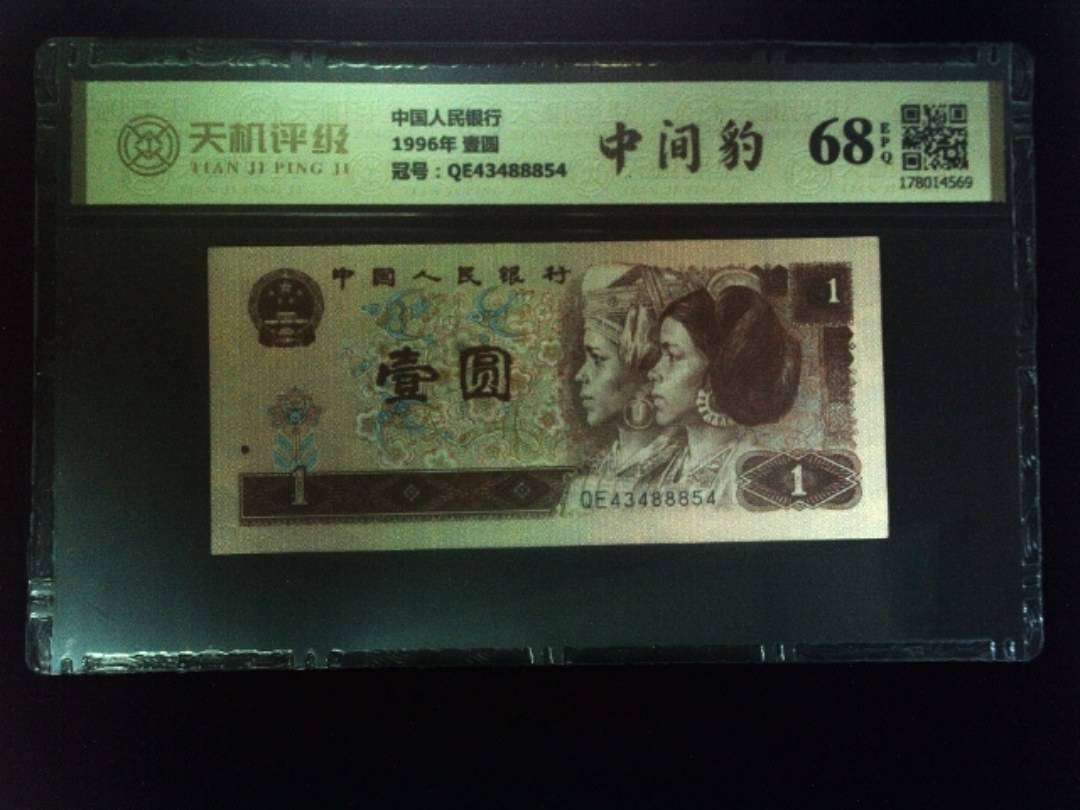 天机评级
TIAN JI PING JI
中国人民银行
1996年 壹圆
冠号：QE43488854
中间豹
68
EPQ
178014569
中国人民银行
1
壹圆
1
QE43488854
1